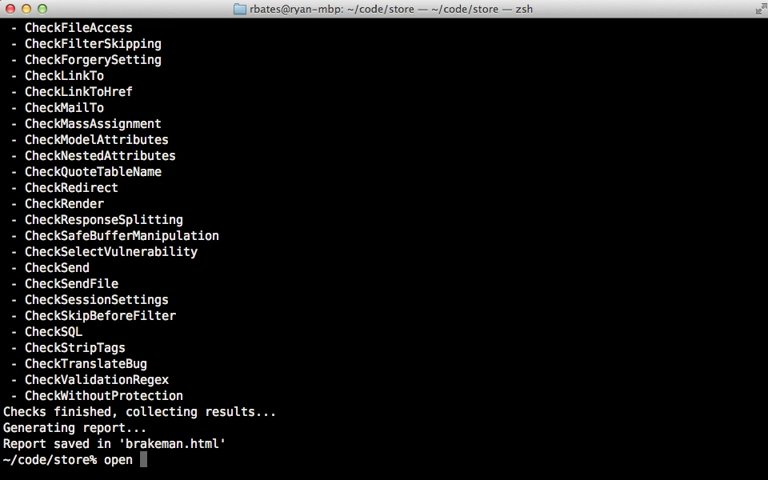 rbates@ryan-mbp: ~/code/store — ~/code/store — zsh
- CheckFileAccess
- CheckFilterSkipping
- CheckForgerySetting
- CheckLinkTo
- CheckLinkToHref
- CheckMailTo
- CheckMassAssignment
- CheckModelAttributes
- CheckNestedAttributes
- CheckQuoteTableName
- CheckRedirect
- CheckRender
- CheckResponseSplitting
- CheckSafeBufferManipulation
- CheckSelectVulnerability
- CheckSend
- CheckSendFile
- CheckSessionSettings
- CheckSkipBeforeFilter
- CheckSQL
- CheckStripTags
- CheckTranslateBug
- CheckValidationRegex
- CheckWithoutProtection
Checks finished, collecting results...
Generating report...
Report saved in 'brakeman.html'
~/code/store% open